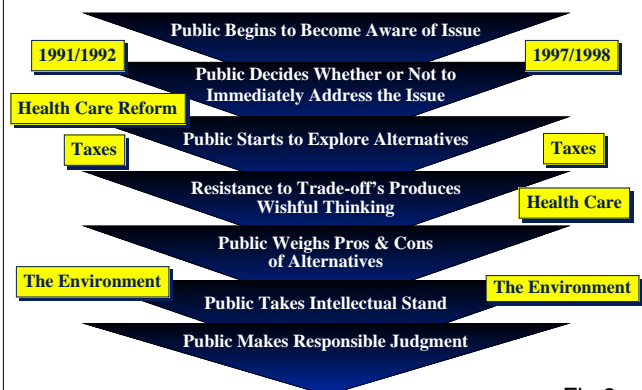 Public Begins to Become Aware of Issue
1991/1992
1997/1998
Public Decides Whether or Not to
Immediately Address the Issue
Health Care Reform
Public Starts to Explore Alternatives
Taxes
Taxes
Resistance to Trade-off's Produces
Wishful Thinking
Health Care
Public Weighs Pros & Cons
of Alternatives
The Environment
The Environment
Public Takes Intellectual Stand
Public Makes Responsible Judgment